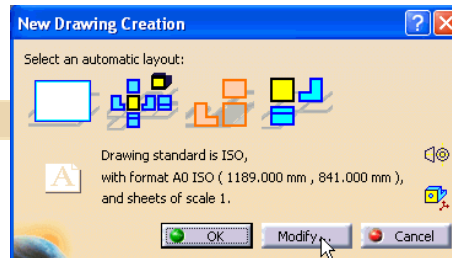 New Drawing Creation
Select an automatic layout:
Drawing standard is ISO,
with format A0 ISO ( 1189.000 mm , 841.000 mm ),
and sheets of scale 1.
OK Modify... Cancel